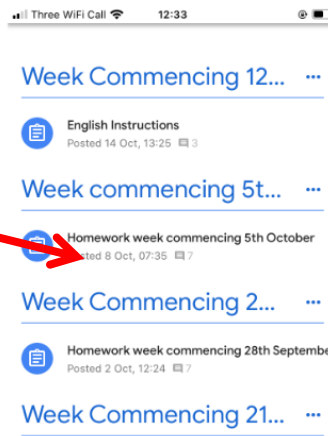 Three WiFi Call 12:33
Week Commencing 12... ...
English Instructions
Posted 14 Oct, 13:25 3
Week commencing 5t... ...
Homework week commencing 5th October
sted 8 Oct, 07:35 7
Week Commencing 2... ...
Homework week commencing 28th Septembe
Posted 2 Oct, 12:24 7
Week Commencing 21... ...